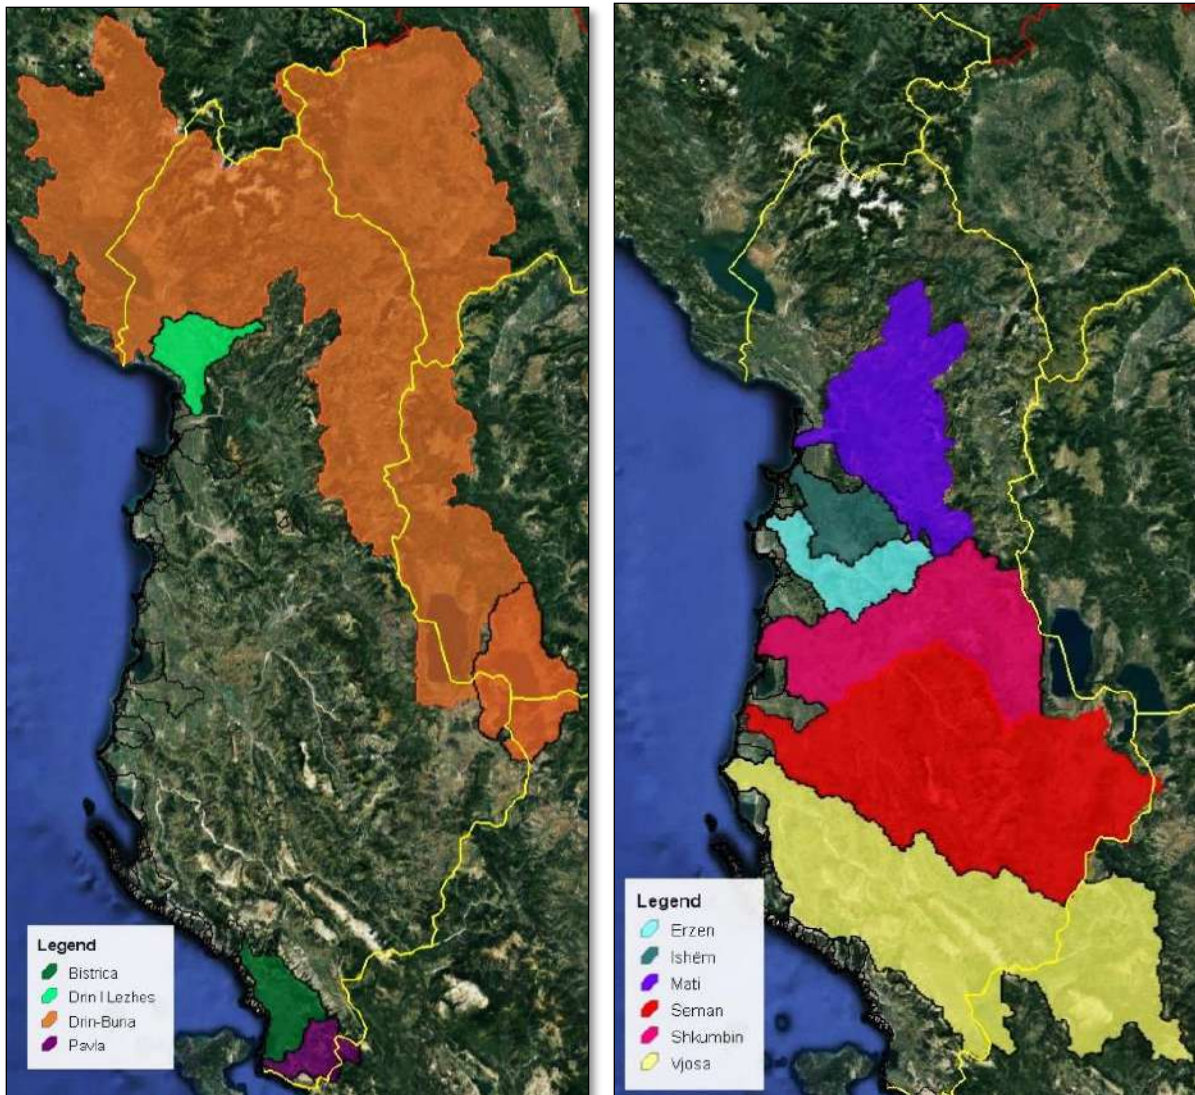 Legend
Bistrica
Drin I Lezhes
Drin-Buna
Pavla
Legend
Erzen
Ishëm
Mati
Seman
Shkumbin
Vjosa